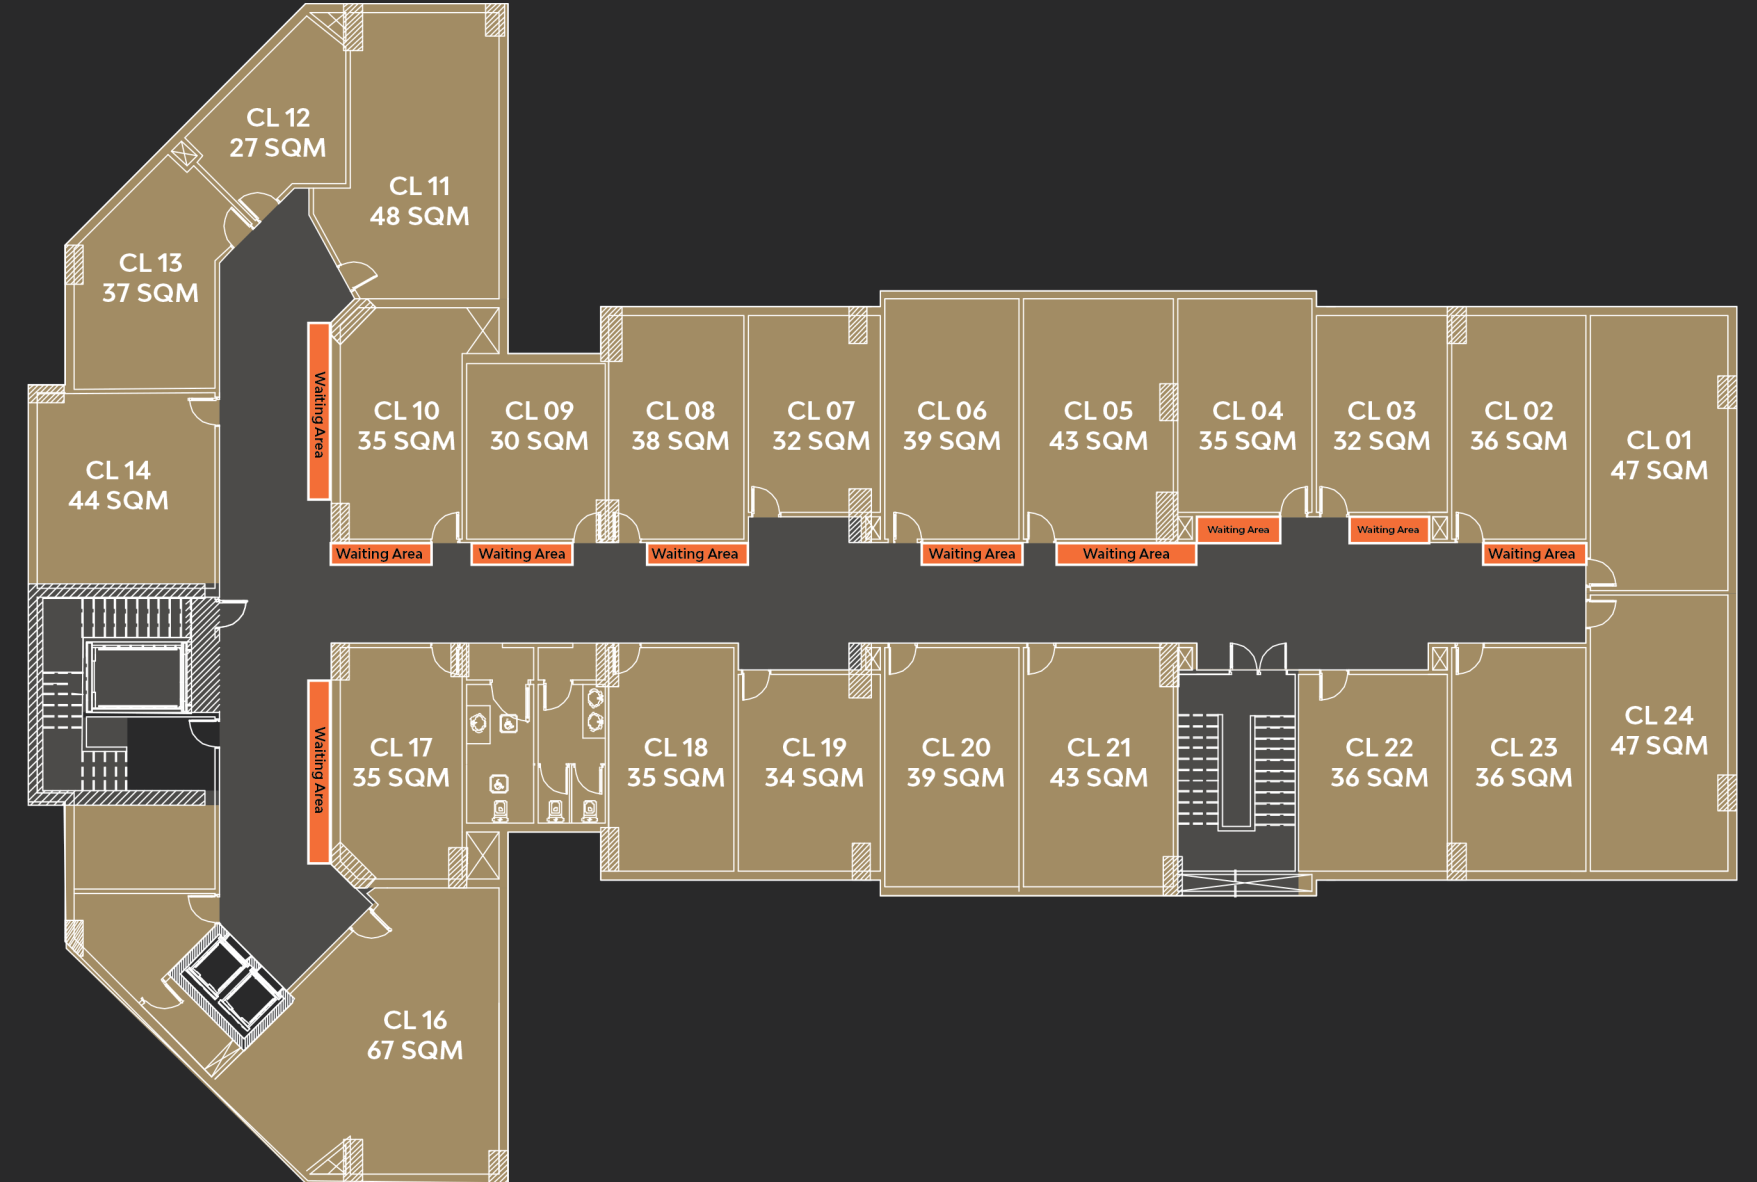 CL 12
27 SQM
CL 11
48 SQM
CL 13
37 SQM
CL 14
44 SQM
Waiting Area
CL 10
35 SQM
CL 09
30 SQM
CL 08
38 SQM
CL 07
32 SQM
CL 06
39 SQM
CL 05
43 SQM
CL 04
35 SQM
CL 03
32 SQM
CL 02
36 SQM
CL 01
47 SQM
Waiting Area
Waiting Area
Waiting Area
Waiting Area
Waiting Area
Waiting Area
Waiting Area
Waiting Area
Waiting Area
CL 17
35 SQM
CL 18
35 SQM
CL 19
34 SQM
CL 20
39 SQM
CL 21
43 SQM
CL 22
36 SQM
CL 23
36 SQM
CL 24
47 SQM
CL 16
67 SQM